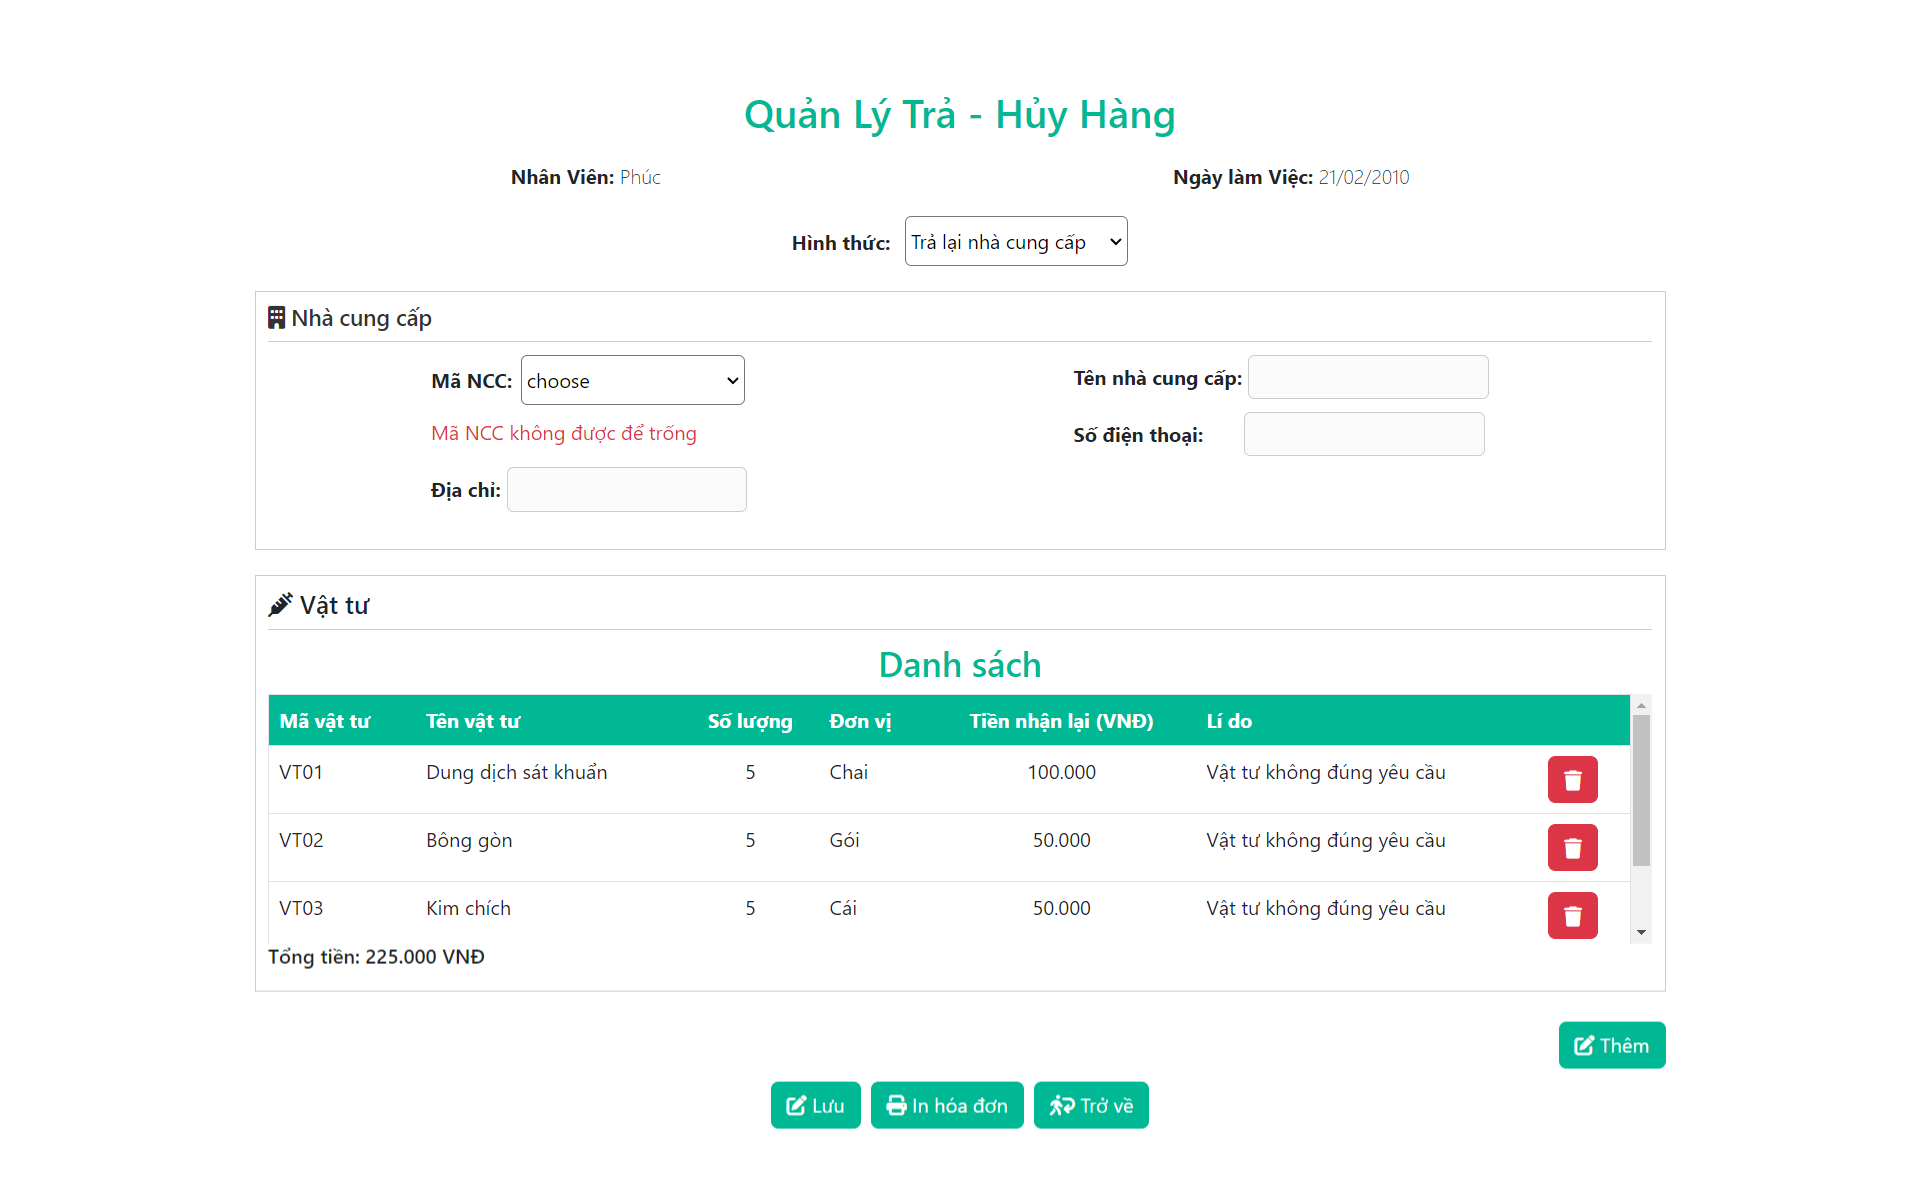 Quản Lý Trả - Hủy Hàng
Nhân Viên: Phúc
Ngày làm Việc: 21/02/2010
Hình thức: Trả lại nhà cung cấp
Nhà cung cấp
Mã NCC: choose
Tên nhà cung cấp:
Mã NCC không được để trống
Số điện thoại:
Địa chỉ:
Vật tư
Danh sách
Mã vật tư Tên vật tư Số lượng Đơn vị Tiền nhận lại (VNĐ) Lí do
VT01 Dung dịch sát khuẩn 5 Chai 100.000 Vật tư không đúng yêu cầu
VT02 Bông gòn 5 Gói 50.000 Vật tư không đúng yêu cầu
VT03 Kim chích 5 Cái 50.000 Vật tư không đúng yêu cầu
Tổng tiền: 225.000 VNĐ
Thêm
Lưu In hóa đơn Trở về